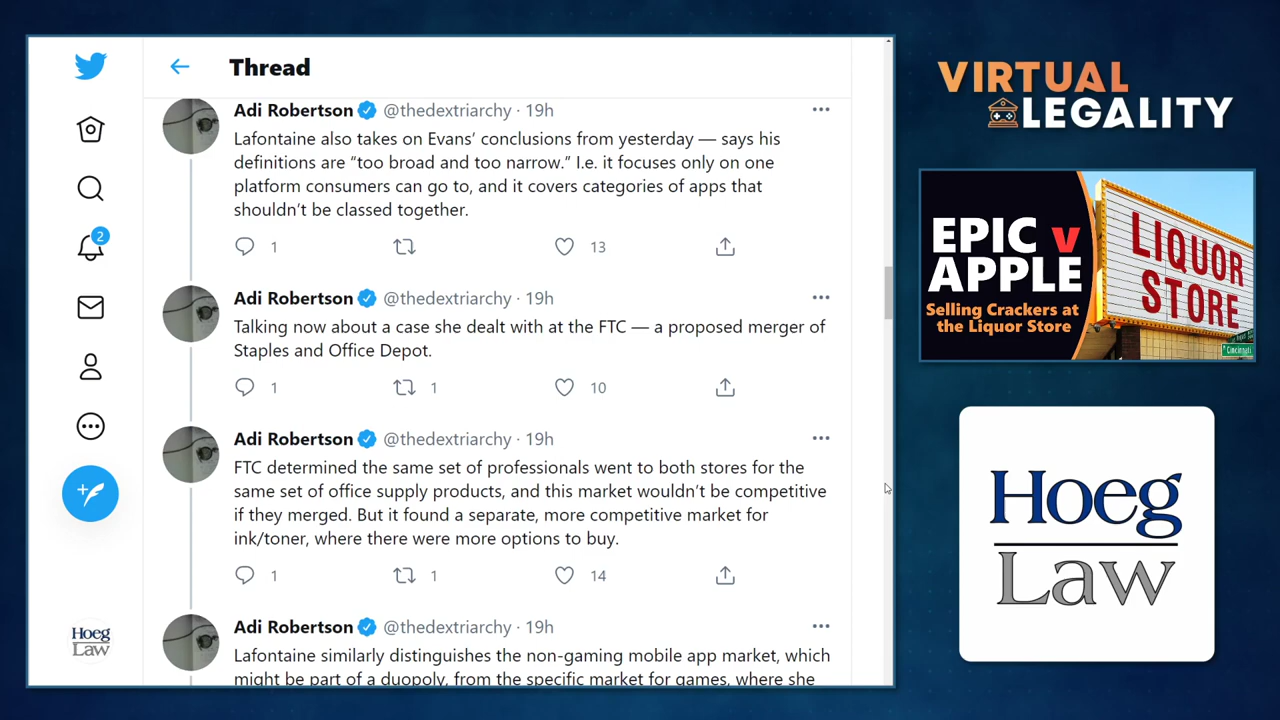 Thread
Adi Robertson @thedextriarchy · 19h
Lafontaine also takes on Evans’ conclusions from yesterday — says his
definitions are “too broad and too narrow.” I.e. it focuses only on one
platform consumers can go to, and it covers categories of apps that
shouldn’t be classed together.
1 13
Adi Robertson @thedextriarchy · 19h
Talking now about a case she dealt with at the FTC — a proposed merger of
Staples and Office Depot.
1 1 10
Adi Robertson @thedextriarchy · 19h
FTC determined the same set of professionals went to both stores for the
same set of office supply products, and this market wouldn’t be competitive
if they merged. But it found a separate, more competitive market for
ink/toner, where there were more options to buy.
1 1 14
Adi Robertson @thedextriarchy · 19h
Lafontaine similarly distinguishes the non-gaming mobile app market, which
might be part of a duopoly, from the specific market for games, where she
2
Hoeg
Law
VIRTUAL
LEGALITY
EPIC v
APPLE
Selling Crackers at
the Liquor Store
LIQUOR
STORE
Cincinnati
Hoeg
Law